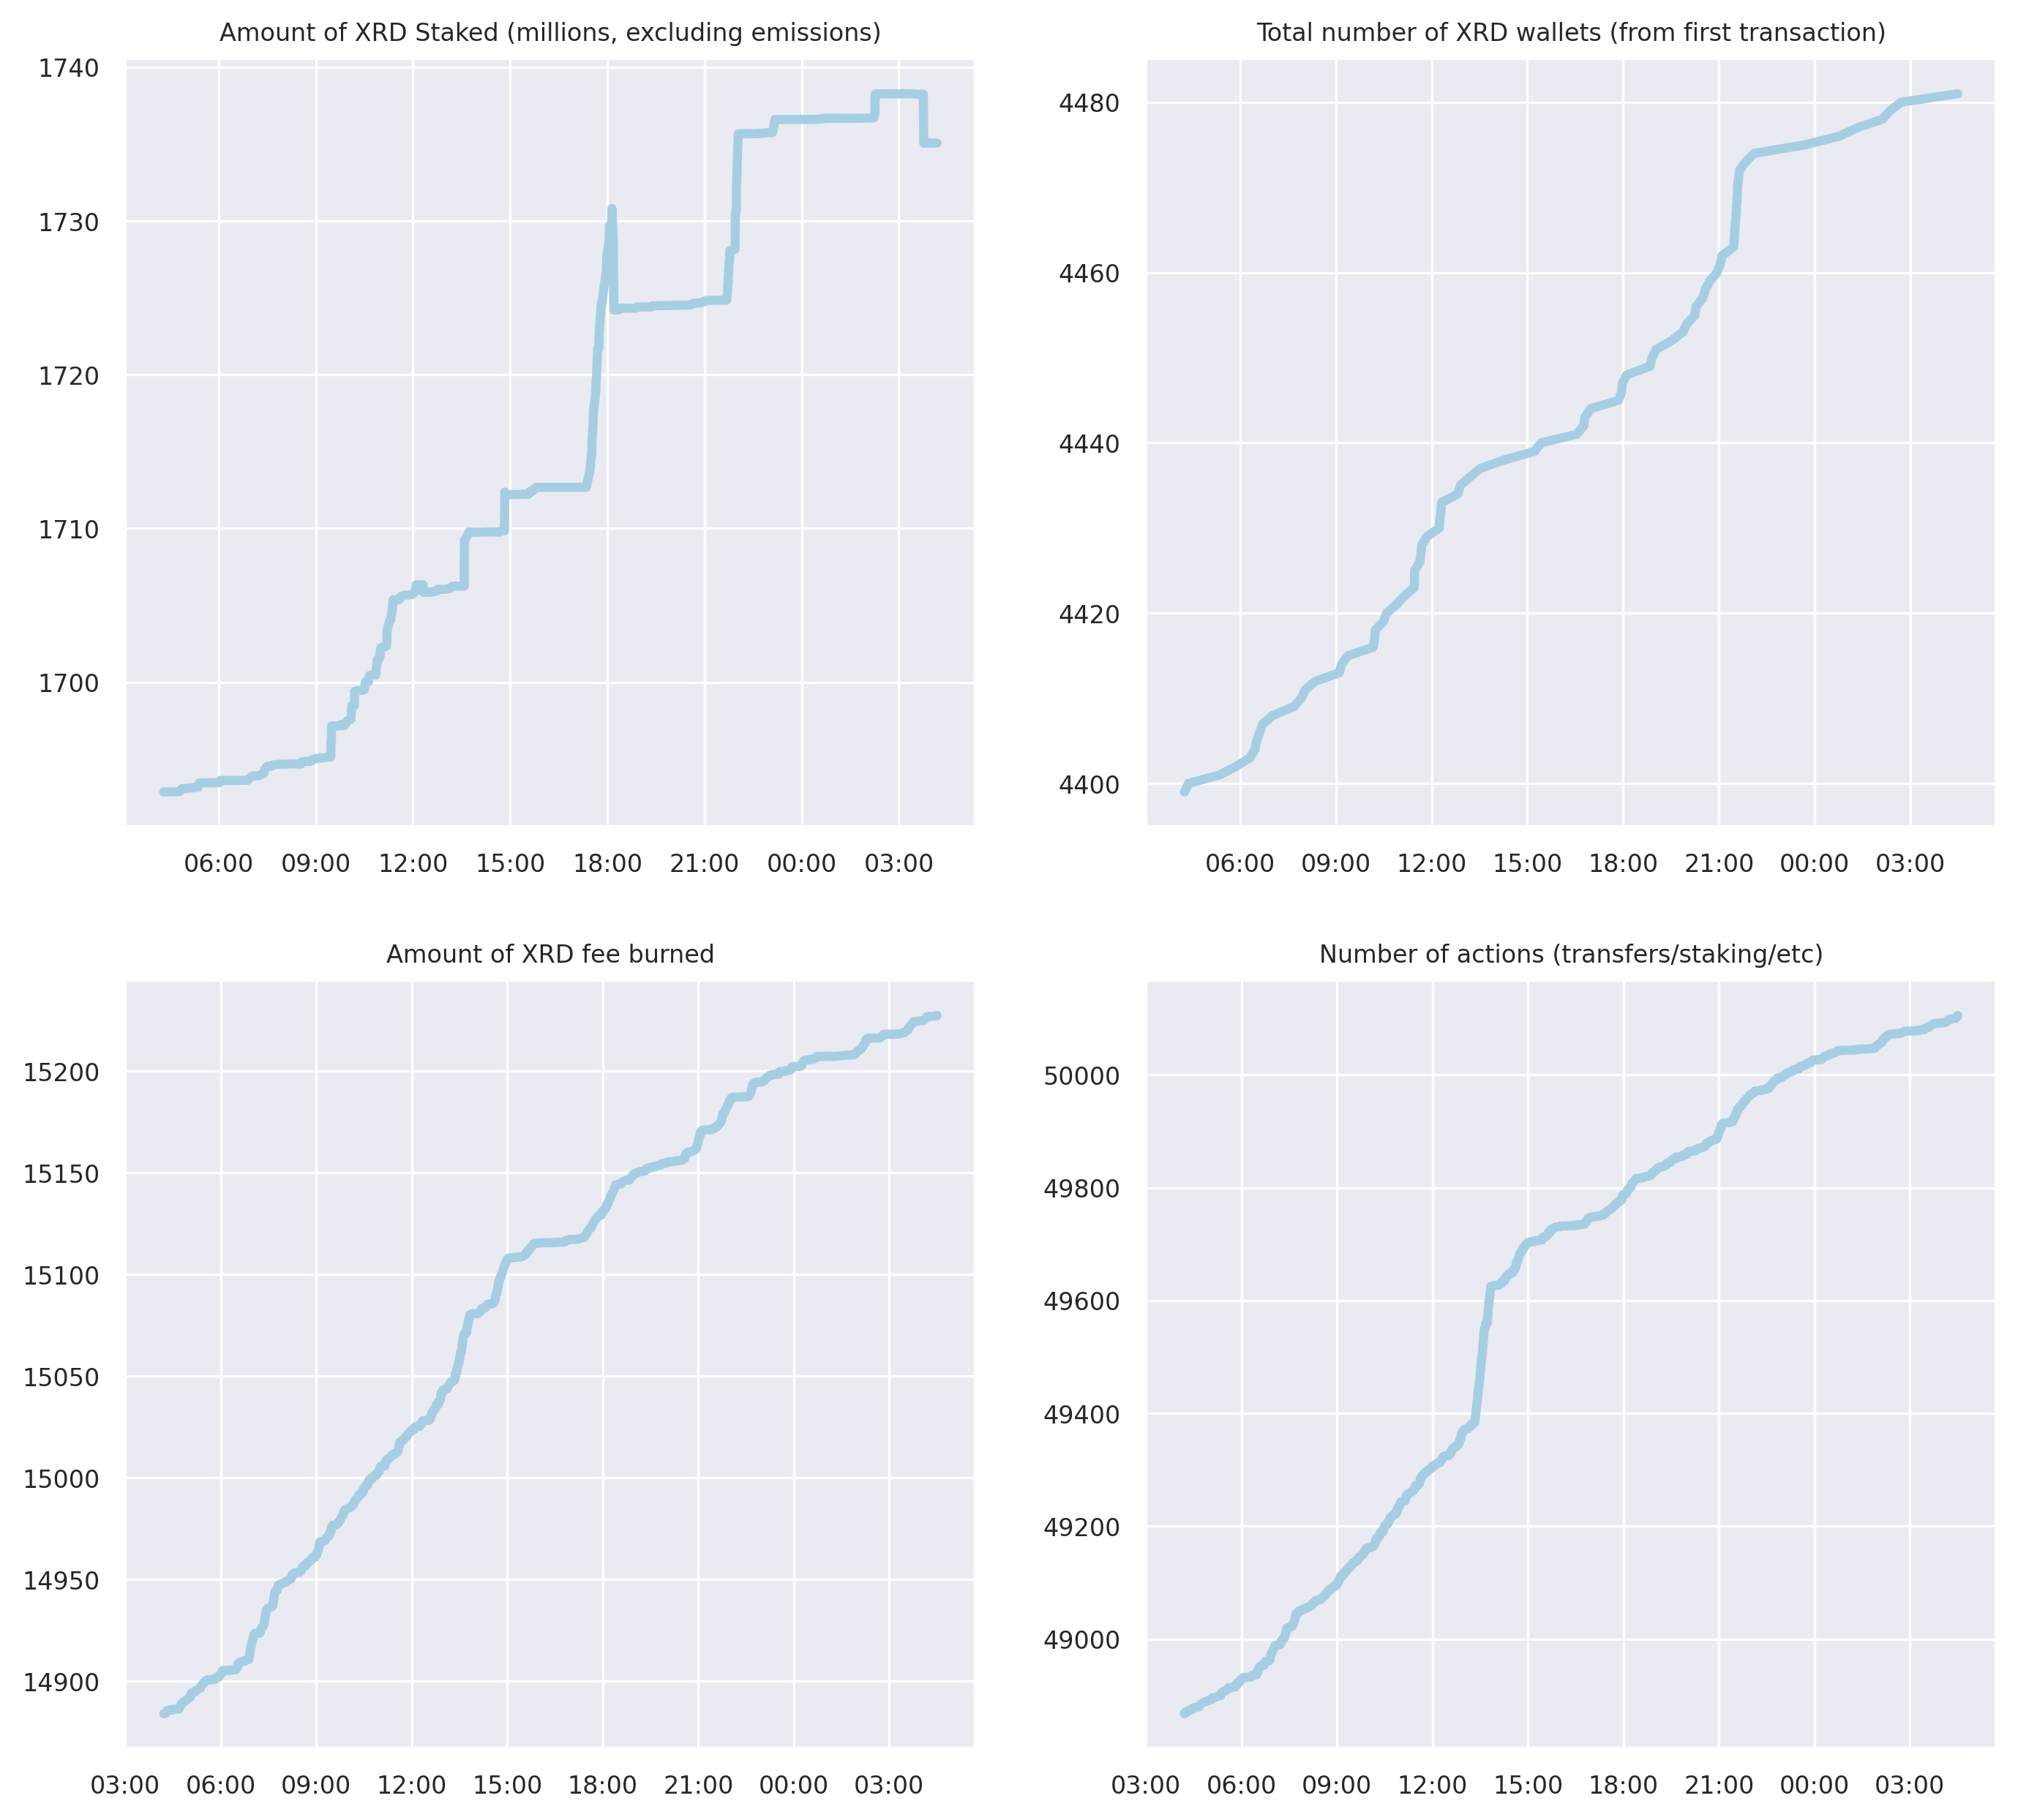 Amount of XRD Staked (millions, excluding emissions)
1740
1730
1720
1710
1700
06:00 09:00 12:00 15:00 18:00 21:00 00:00 03:00
Total number of XRD wallets (from first transaction)
4480
4460
4440
4420
4400
06:00 09:00 12:00 15:00 18:00 21:00 00:00 03:00
Amount of XRD fee burned
15200
15150
15100
15050
15000
14950
14900
03:00 06:00 09:00 12:00 15:00 18:00 21:00 00:00 03:00
Number of actions (transfers/staking/etc)
50000
49800
49600
49400
49200
49000
03:00 06:00 09:00 12:00 15:00 18:00 21:00 00:00 03:00